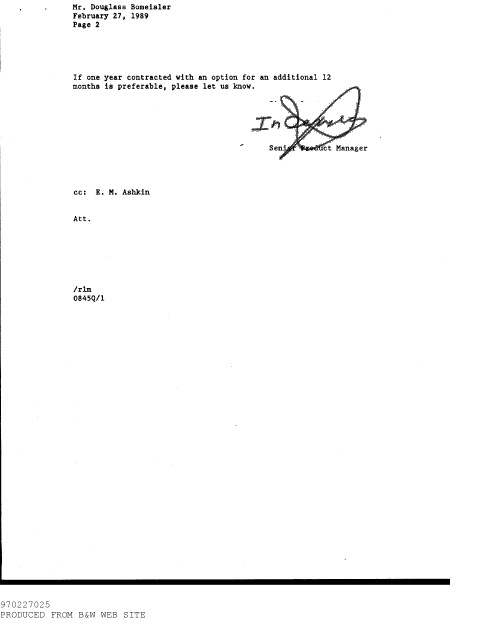 Mr. Douglass Bomeisler
February 27, 1989
Page 2
If one year contracted with an option for an additional 12
months is preferable, please let us know.
Senior Product Manager
cc: E. M. Ashkin
Att.
/rlm
0845Q/1
970227025
PRODUCED FROM B&W WEB SITE